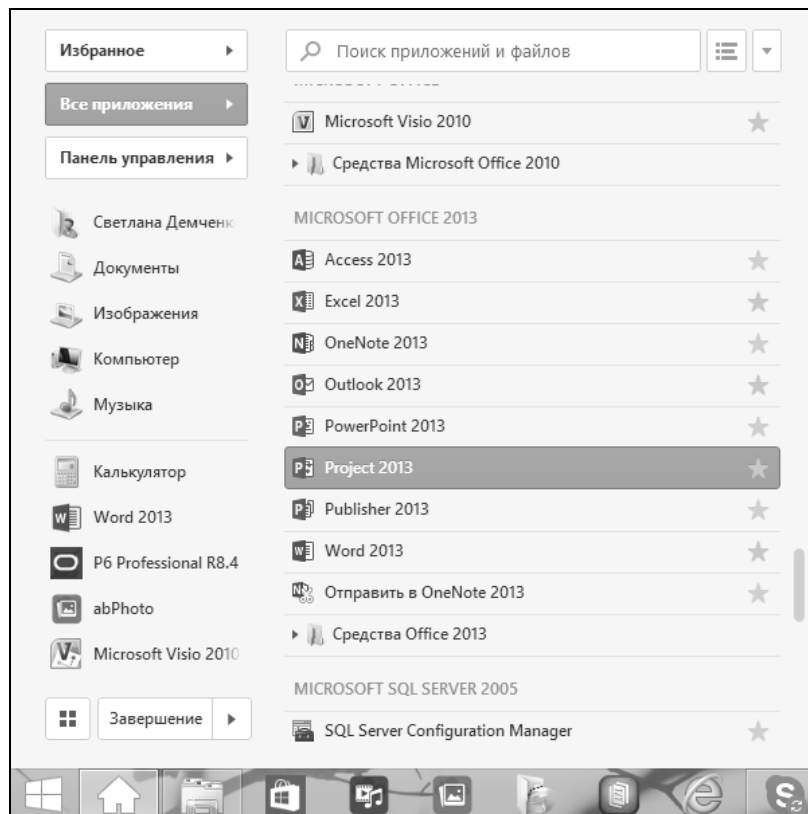 Избранное
Все приложения
Панель управления
Светлана Демченк
Документы
Изображения
Компьютер
Музыка
Калькулятор
Word 2013
P6 Professional R8.4
abPhoto
Microsoft Visio 2010
Завершение
Поиск приложений и файлов
Microsoft Visio 2010
Средства Microsoft Office 2010
MICROSOFT OFFICE 2013
Access 2013
Excel 2013
OneNote 2013
Outlook 2013
PowerPoint 2013
Project 2013
Publisher 2013
Word 2013
Отправить в OneNote 2013
Средства Office 2013
MICROSOFT SQL SERVER 2005
SQL Server Configuration Manager